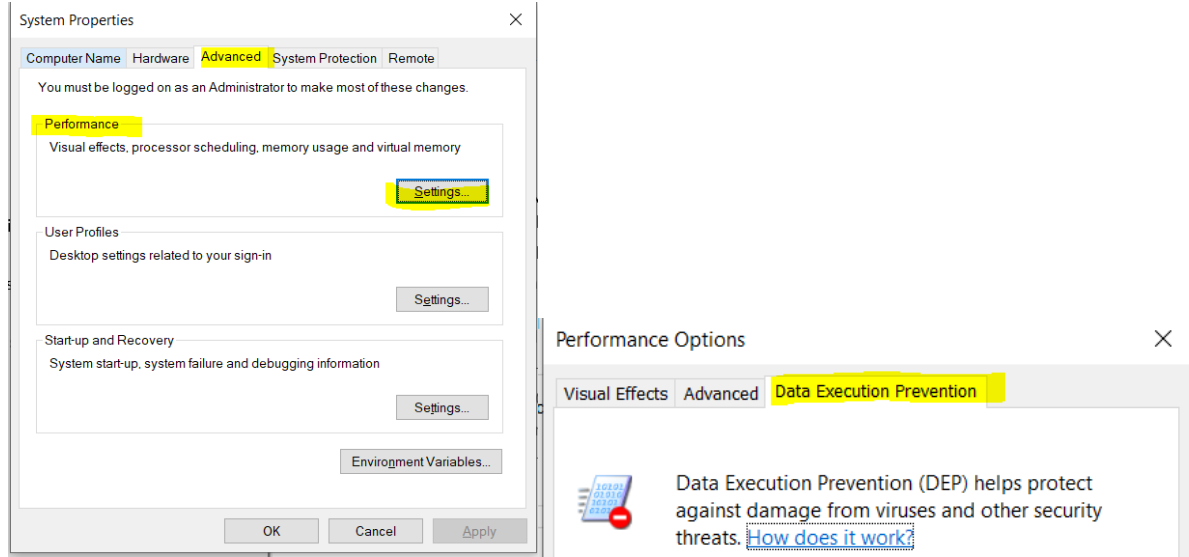 System Properties
Computer Name Hardware Advanced System Protection Remote
You must be logged on as an Administrator to make most of these changes.
Performance
Visual effects, processor scheduling, memory usage and virtual memory
Settings...
User Profiles
Desktop settings related to your sign-in
Settings...
Start-up and Recovery
System start-up, system failure and debugging information
Settings...
Environment Variables...
OK Cancel Apply
Performance Options
Visual Effects Advanced Data Execution Prevention
Data Execution Prevention (DEP) helps protect
against damage from viruses and other security
threats. How does it work?